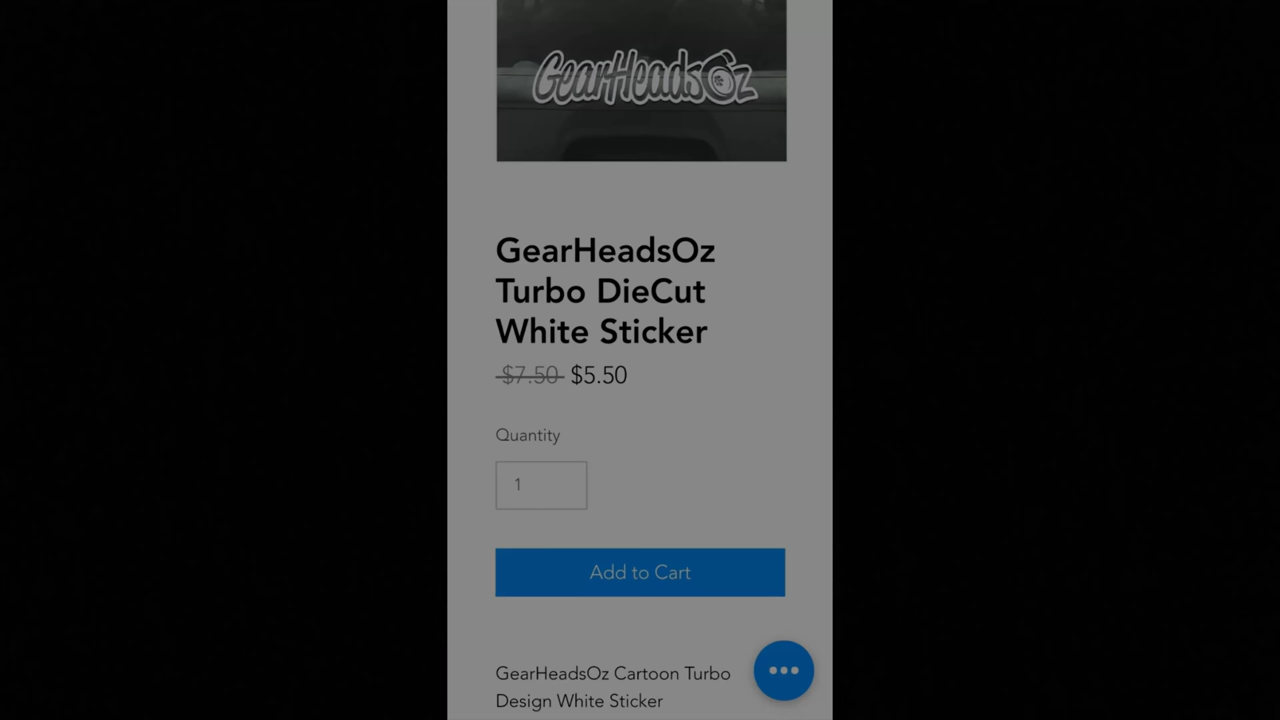 GearHeadsOz
GearHeadsOz
Turbo DieCut
White Sticker
$7.50 $5.50
Quantity
1
Add to Cart
GearHeadsOz Cartoon Turbo
Design White Sticker